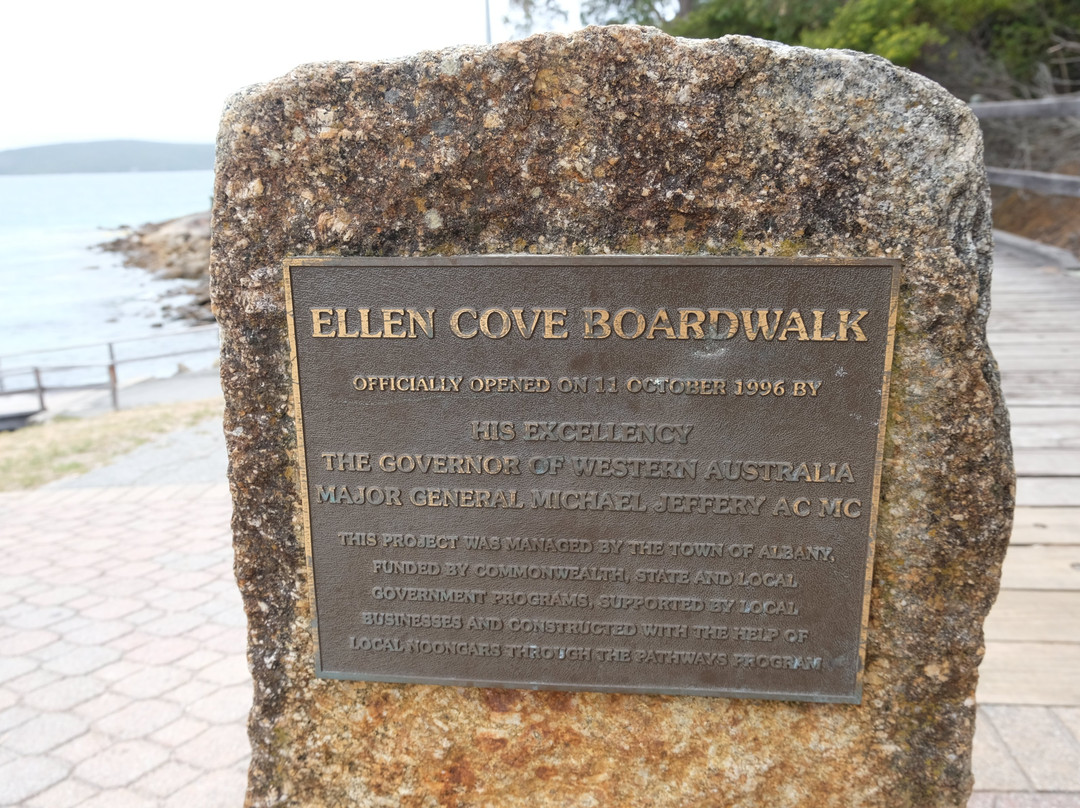 ELLEN COVE BOARDWALK
OFFICIALLY OPENED ON 11 OCTOBER 1996 BY
HIS EXCELLENCY
THE GOVERNOR OF WESTERN AUSTRALIA
MAJOR GENERAL MICHAEL JEFFERY AC MC
THIS PROJECT WAS MANAGED BY THE TOWN OF ALBANY,
FUNDED BY COMMONWEALTH, STATE AND LOCAL
GOVERNMENT PROGRAMS, SUPPORTED BY LOCAL
BUSINESSES AND CONSTRUCTED WITH THE HELP OF
LOCAL NOONGARS THROUGH THE PATHWAYS PROGRAM